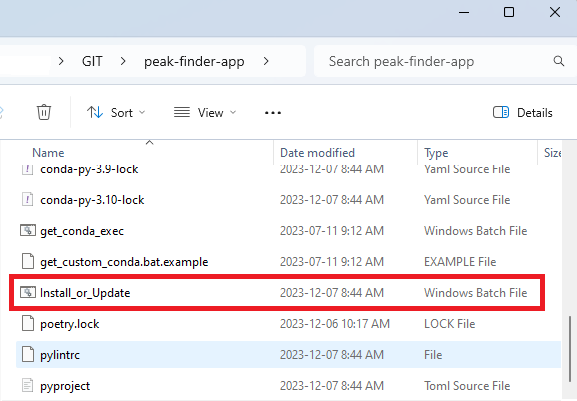 GIT peak-finder-app Search peak-finder-app
Sort View Details
Name Date modified Type Size
conda-py-3.9-lock 2023-12-07 8:44 AM Yaml Source File
conda-py-3.10-lock 2023-12-07 8:44 AM Yaml Source File
get_conda_exec 2023-07-11 9:12 AM Windows Batch File
get_custom_conda.bat.example 2023-07-11 9:12 AM EXAMPLE File
Install_or_Update 2023-12-07 8:44 AM Windows Batch File
poetry.lock 2023-12-06 10:17 AM LOCK File
pylintrc 2023-12-07 8:44 AM File
pyproject 2023-12-07 8:44 AM Toml Source File